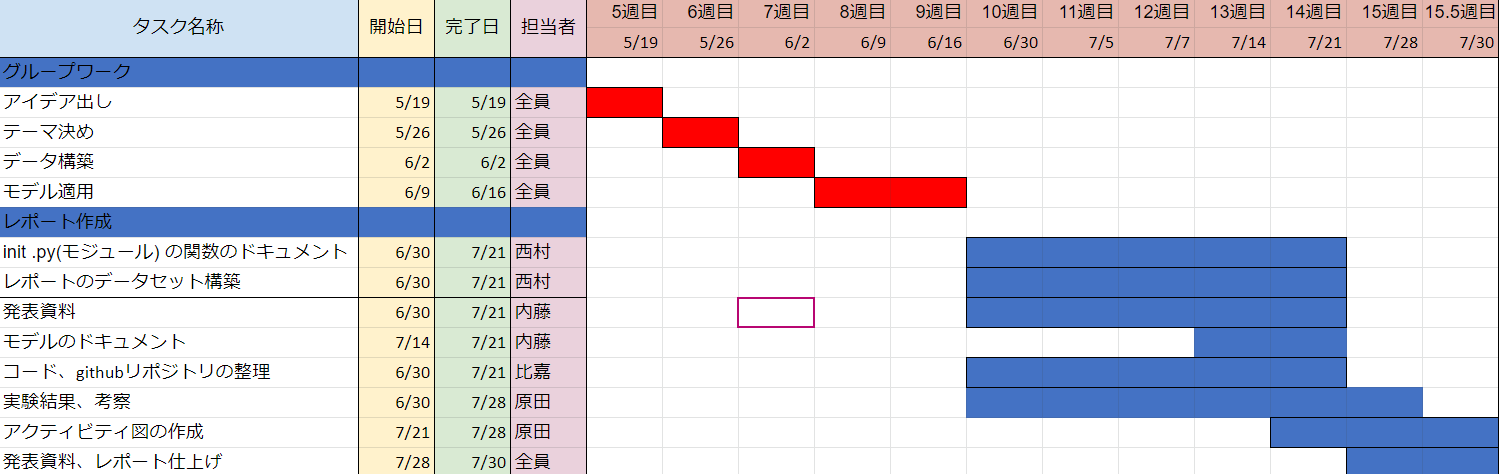 タスク名称 開始日 完了日 担当者 5週目 6週目 7週目 8週目 9週目 10週目 11週目 12週目 13週目 14週目 15週目 15.5週目
5/19 5/26 6/2 6/9 6/16 6/30 7/5 7/7 7/14 7/21 7/28 7/30
グループワーク
アイデア出し 5/19 5/19 全員
テーマ決め 5/26 5/26 全員
データ構築 6/2 6/2 全員
モデル適用 6/9 6/16 全員
レポート作成
init .py(モジュール) の関数のドキュメント 6/30 7/21 西村
レポートのデータセット構築 6/30 7/21 西村
発表資料 6/30 7/21 内藤
モデルのドキュメント 7/14 7/21 内藤
コード、githubリポジトリの整理 6/30 7/21 比嘉
実験結果、考察 6/30 7/28 原田
アクティビティ図の作成 7/21 7/28 原田
発表資料、レポート仕上げ 7/28 7/30 全員